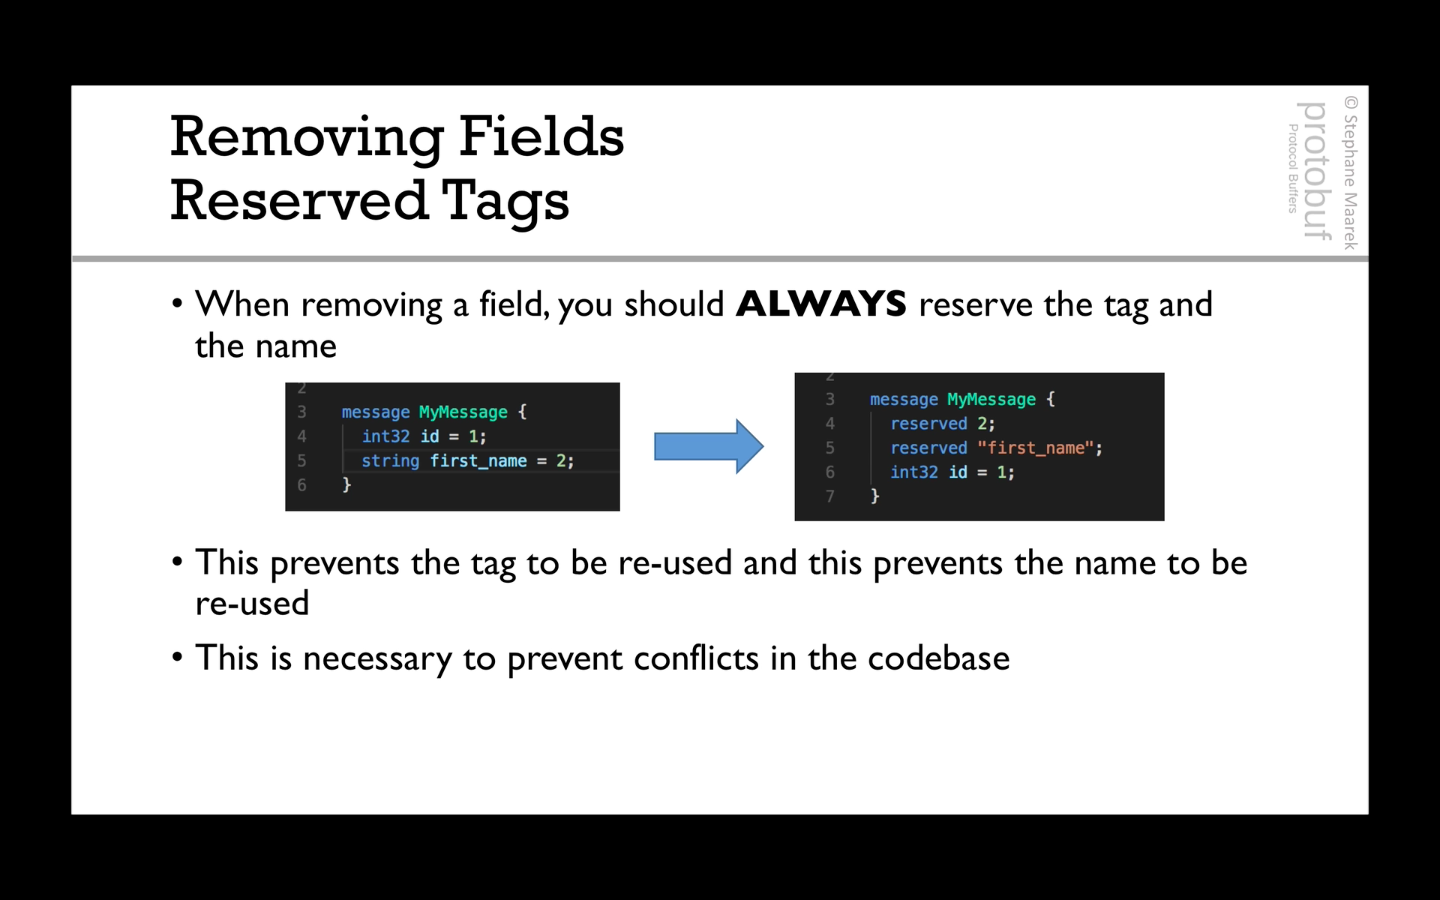 Removing Fields
Reserved Tags
© Stephane Maarek
protobuf
Protocol Buffers
• When removing a field, you should ALWAYS reserve the tag and
the name
2
3 message MyMessage {
4 int32 id = 1;
5 string first_name = 2;
6 }
2
3 message MyMessage {
4 reserved 2;
5 reserved "first_name";
6 int32 id = 1;
7 }
• This prevents the tag to be re-used and this prevents the name to be
re-used
• This is necessary to prevent conflicts in the codebase